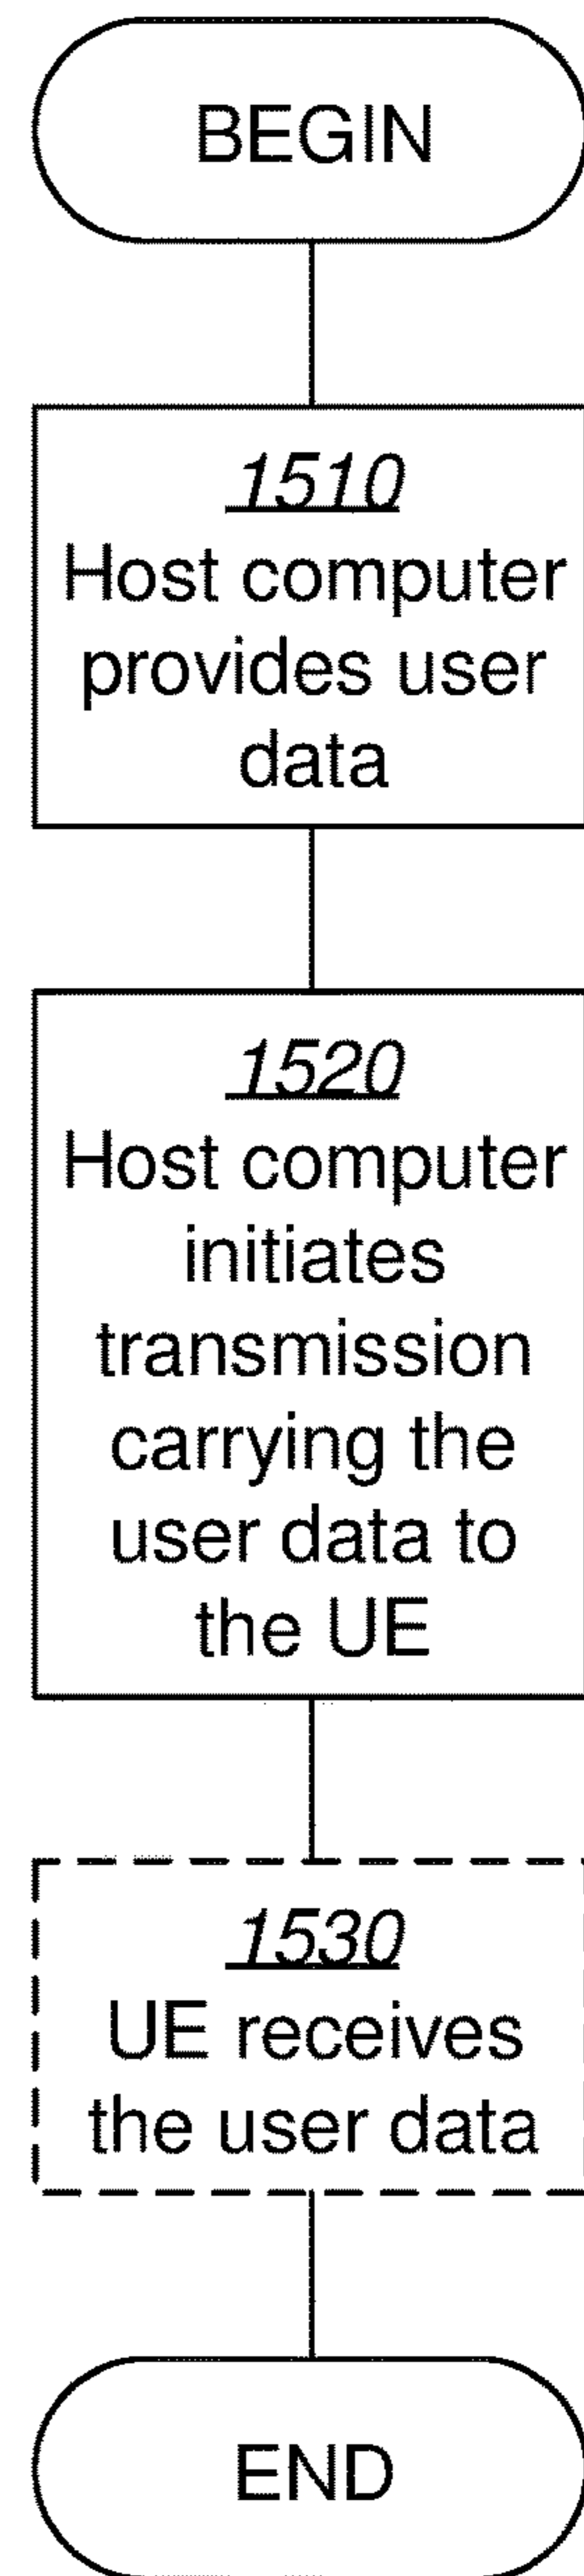 BEGIN
1510
Host computer
provides user
data
1520
Host computer
initiates
transmission
carrying the
user data to
the UE
1530
UE receives
the user data
END